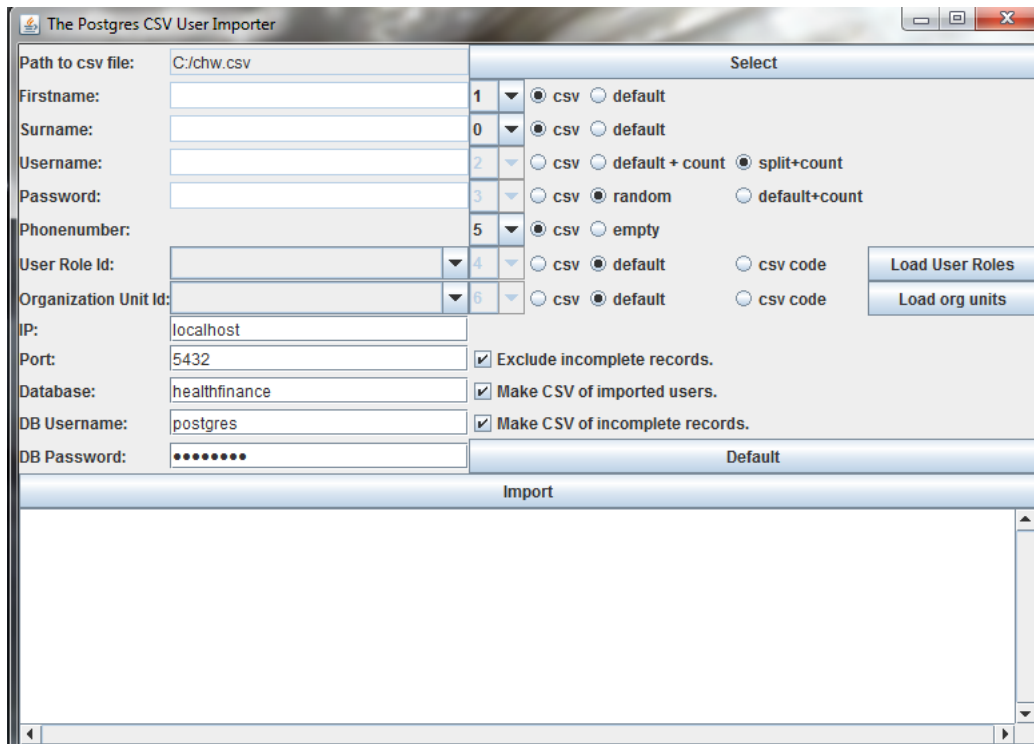 The Postgres CSV User Importer
Path to csv file: C:/chw.csv Select
Firstname: 1 csv default
Surname: 0 csv default
Username: 2 csv default + count split+count
Password: 3 csv random default+count
Phonenumber: 5 csv empty
User Role Id: 4 csv default csv code Load User Roles
Organization Unit Id: 6 csv default csv code Load org units
IP: localhost
Port: 5432 Exclude incomplete records.
Database: healthfinance Make CSV of imported users.
DB Username: postgres Make CSV of incomplete records.
DB Password: •••••••• Default
Import